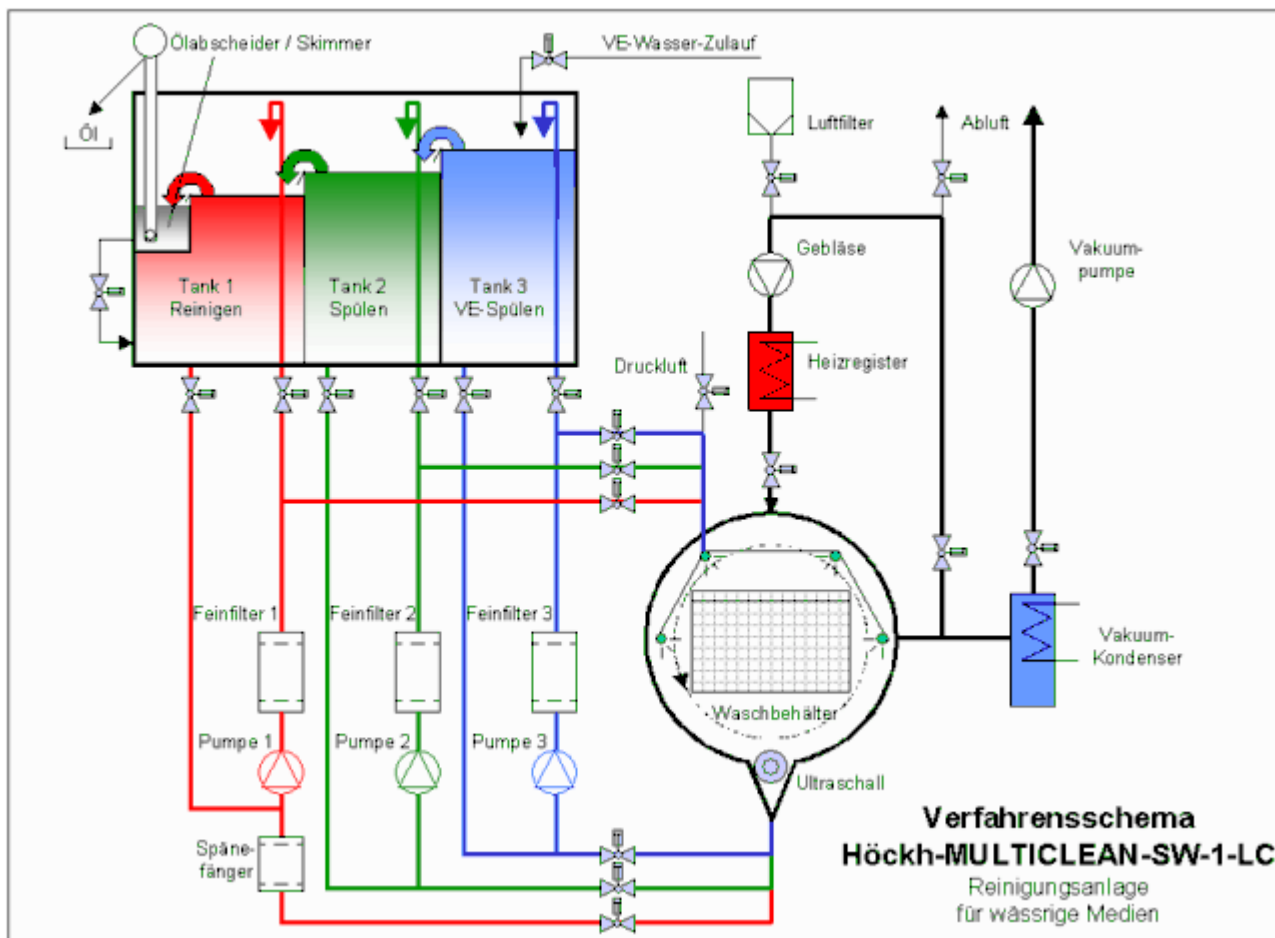 Ölabscheider / Skimmer
VE-Wasser-Zulauf
Öl
Luftfilter
Abluft
Gebläse
Vakuum-
pumpe
Tank 1
Reinigen
Tank 2
Spülen
Tank 3
VE-Spülen
Druckluft
Heizregister
Feinfilter 1
Feinfilter 2
Feinfilter 3
Vakuum-
Kondenser
Waschbehälter
Pumpe 1
Pumpe 2
Pumpe 3
Ultraschall
Späne-
fänger
Verfahrensschema
Höckh-MULTICLEAN-SW-1-LC
Reinigungsanlage
für wässrige Medien